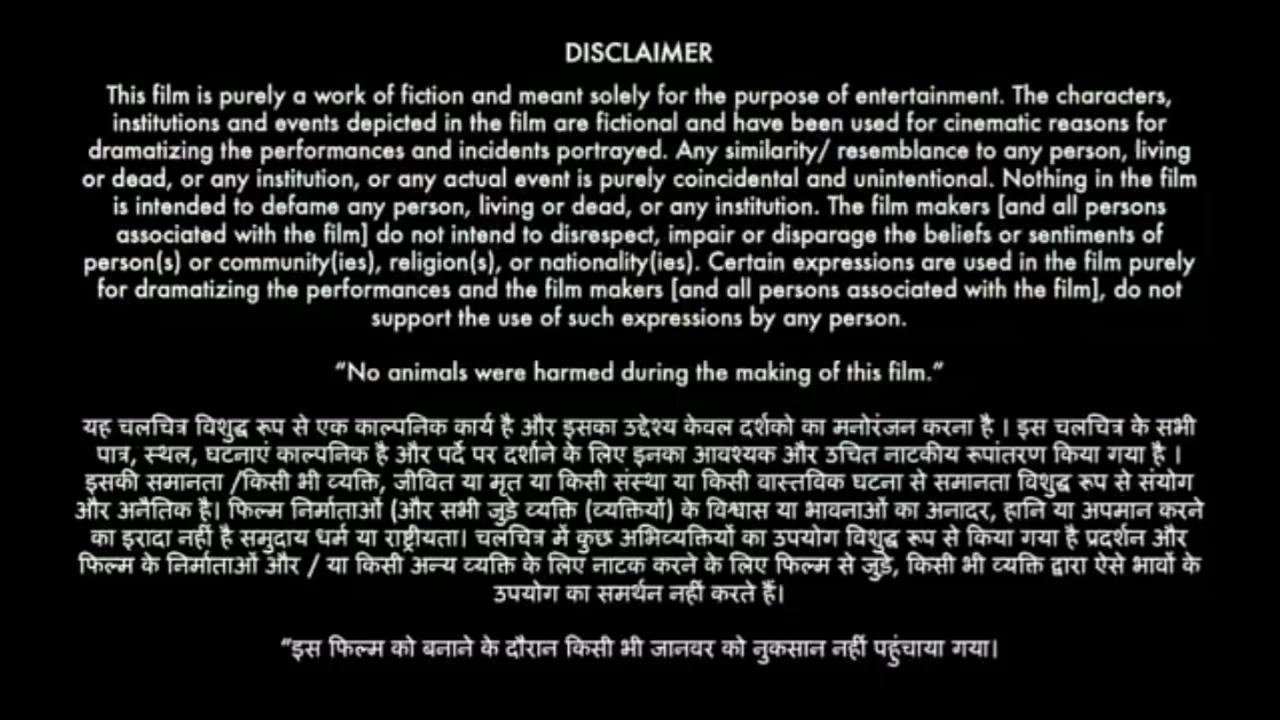 DISCLAIMER
This film is purely a work of fiction and meant solely for the purpose of entertainment. The characters,
institutions and events depicted in the film are fictional and have been used for cinematic reasons for
dramatizing the performances and incidents portrayed. Any similarity/ resemblance to any person, living
or dead, or any institution, or any actual event is purely coincidental and unintentional. Nothing in the film
is intended to defame any person, living or dead, or any institution. The film makers [and all persons
associated with the film] do not intend to disrespect, impair or disparage the beliefs or sentiments of
person(s) or community(ies), religion(s), or nationality(ies). Certain expressions are used in the film purely
for dramatizing the performances and the film makers [and all persons associated with the film], do not
support the use of such expressions by any person.
“No animals were harmed during the making of this film.”
यह चलचित्र विशुद्ध रूप से एक काल्पनिक कार्य है और इसका उद्देश्य केवल दर्शको का मनोरंजन करना है । इस चलचित्र के सभी
पात्र, स्थल, घटनाएं काल्पनिक है और पर्दे पर दर्शाने के लिए इनका आवश्यक और उचित नाटकीय रूपांतरण किया गया है ।
इसकी समानता /किसी भी व्यक्ति, जीवित या मृत या किसी संस्था या किसी वास्तविक घटना से समानता विशुद्ध रूप से संयोग
और अनैतिक है। फिल्म निर्माताओं (और सभी जुड़े व्यक्ति (व्यक्तियों) के विश्वास या भावनाओं का अनादर, हानि या अपमान करने
का इरादा नहीं है समुदाय धर्म या राष्ट्रीयता। चलचित्र में कुछ अभिव्यक्तियों का उपयोग विशुद्ध रूप से किया गया है प्रदर्शन और
फिल्म के निर्माताओं और / या किसी अन्य व्यक्ति के लिए नाटक करने के लिए फिल्म से जुड़े, किसी भी व्यक्ति द्वारा ऐसे भावों के
उपयोग का समर्थन नहीं करते हैं।
“इस फिल्म को बनाने के दौरान किसी भी जानवर को नुकसान नहीं पहुंचाया गया।